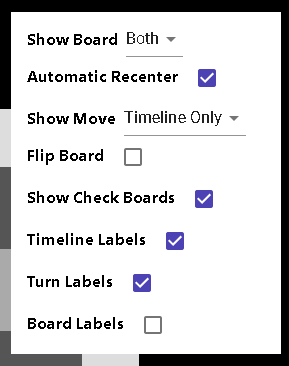 Show Board Both
Automatic Recenter
Show Move Timeline Only
Flip Board
Show Check Boards
Timeline Labels
Turn Labels
Board Labels